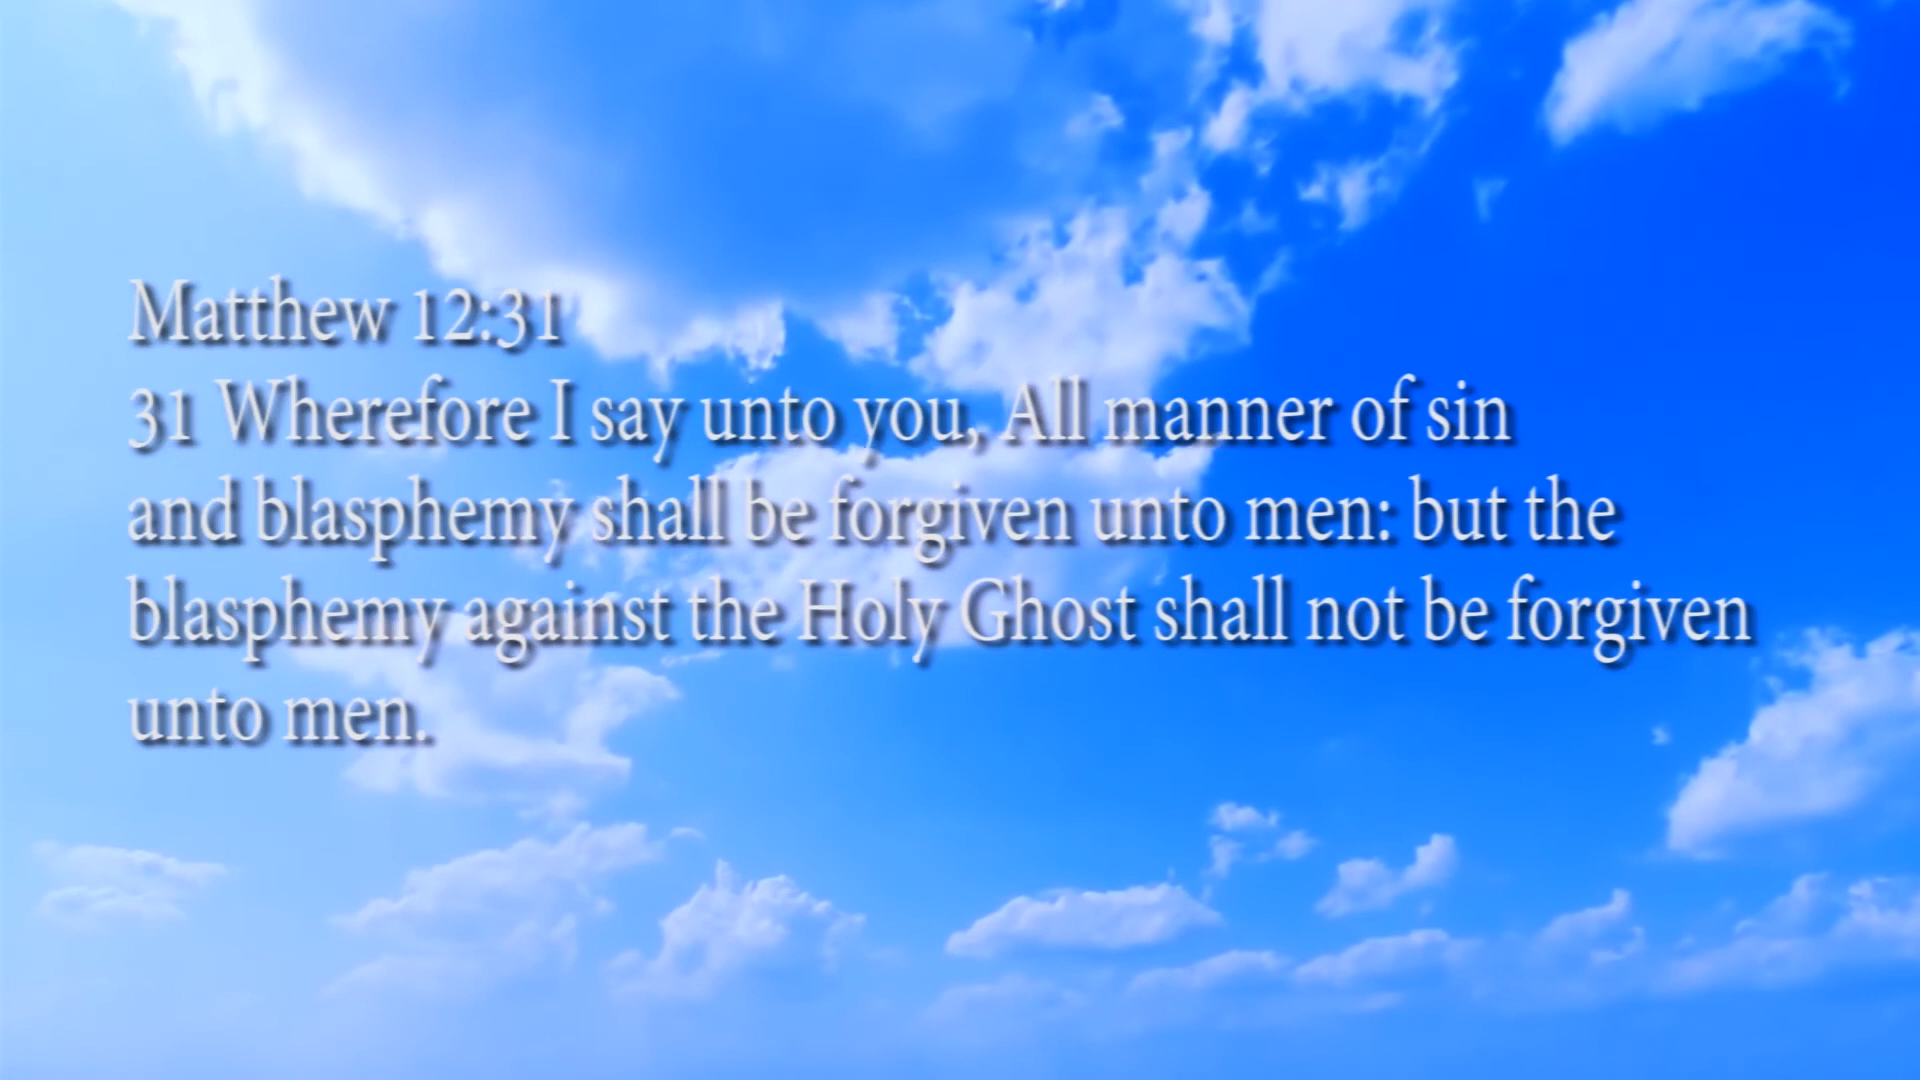 Matthew 12:31
31 Wherefore I say unto you, All manner of sin
and blasphemy shall be forgiven unto men: but the
blasphemy against the Holy Ghost shall not be forgiven
unto men.